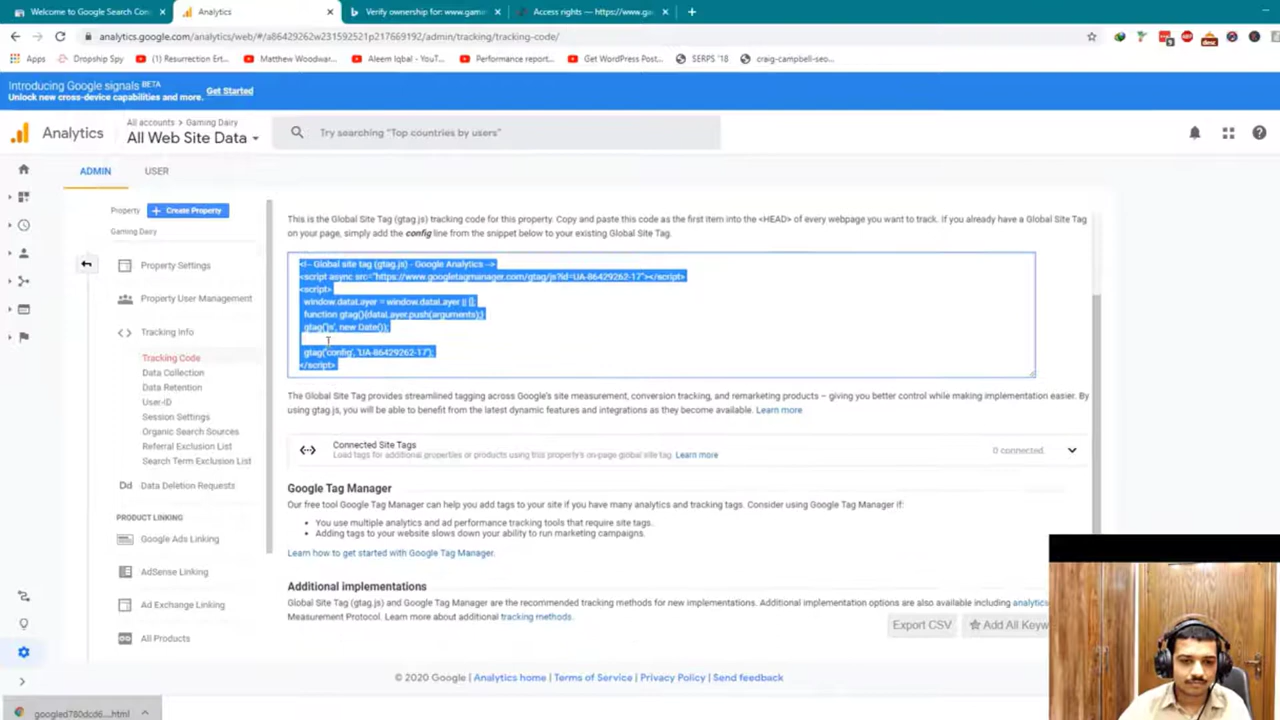 Welcome to Google Search Con
Analytics
Verify ownership for: www.gami
Access rights — https://www.ga
analytics.google.com/analytics/web/#/a86429262w231592521p217669192/admin/tracking/tracking-code/
Apps
Dropship Spy
(1) Resurrection Ert...
Matthew Woodwar...
Aleem Iqbal - YouT...
Performance report...
Get WordPress Post...
SERPS '18
craig-campbell-seo...
Introducing Google signals BETA
Unlock new cross-device capabilities and more. Get Started
Analytics
All accounts > Gaming Dairy
All Web Site Data
Try searching "Top countries by users"
ADMIN
USER
Property
+ Create Property
Gaming Dairy
Property Settings
Property User Management
Tracking Info
Tracking Code
Data Collection
Data Retention
User-ID
Session Settings
Organic Search Sources
Referral Exclusion List
Search Term Exclusion List
Dd Data Deletion Requests
PRODUCT LINKING
Google Ads Linking
AdSense Linking
Ad Exchange Linking
All Products
This is the Global Site Tag (gtag.js) tracking code for this property. Copy and paste this code as the first item into the <HEAD> of every webpage you want to track. If you already have a Global Site Tag
on your page, simply add the config line from the snippet below to your existing Global Site Tag.
<!-- Global site tag (gtag.js) - Google Analytics -->
<script async src="https://www.googletagmanager.com/gtag/js?id=UA-86429262-17"></script>
<script>
window.dataLayer = window.dataLayer || [];
function gtag(){dataLayer.push(arguments);}
gtag('js', new Date());
gtag('config', 'UA-86429262-17');
</script>
The Global Site Tag provides streamlined tagging across Google's site measurement, conversion tracking, and remarketing products – giving you better control while making implementation easier. By
using gtag.js, you will be able to benefit from the latest dynamic features and integrations as they become available. Learn more
Connected Site Tags
Load tags for additional properties or products using this property's on-page global site tag. Learn more
0 connected.
Google Tag Manager
Our free tool Google Tag Manager can help you add tags to your site if you have many analytics and tracking tags. Consider using Google Tag Manager if:
• You use multiple analytics and ad performance tracking tools that require site tags.
• Adding tags to your website slows down your ability to run marketing campaigns.
Learn how to get started with Google Tag Manager.
Additional implementations
Global Site Tag (gtag.js) and Google Tag Manager are the recommended tracking methods for new implementations. Additional implementation options are also available including analytics
Measurement Protocol. Learn more about additional tracking methods.
Export CSV
Add All Keyw
© 2020 Google | Analytics home | Terms of Service | Privacy Policy | Send feedback
googled780dcd6....html